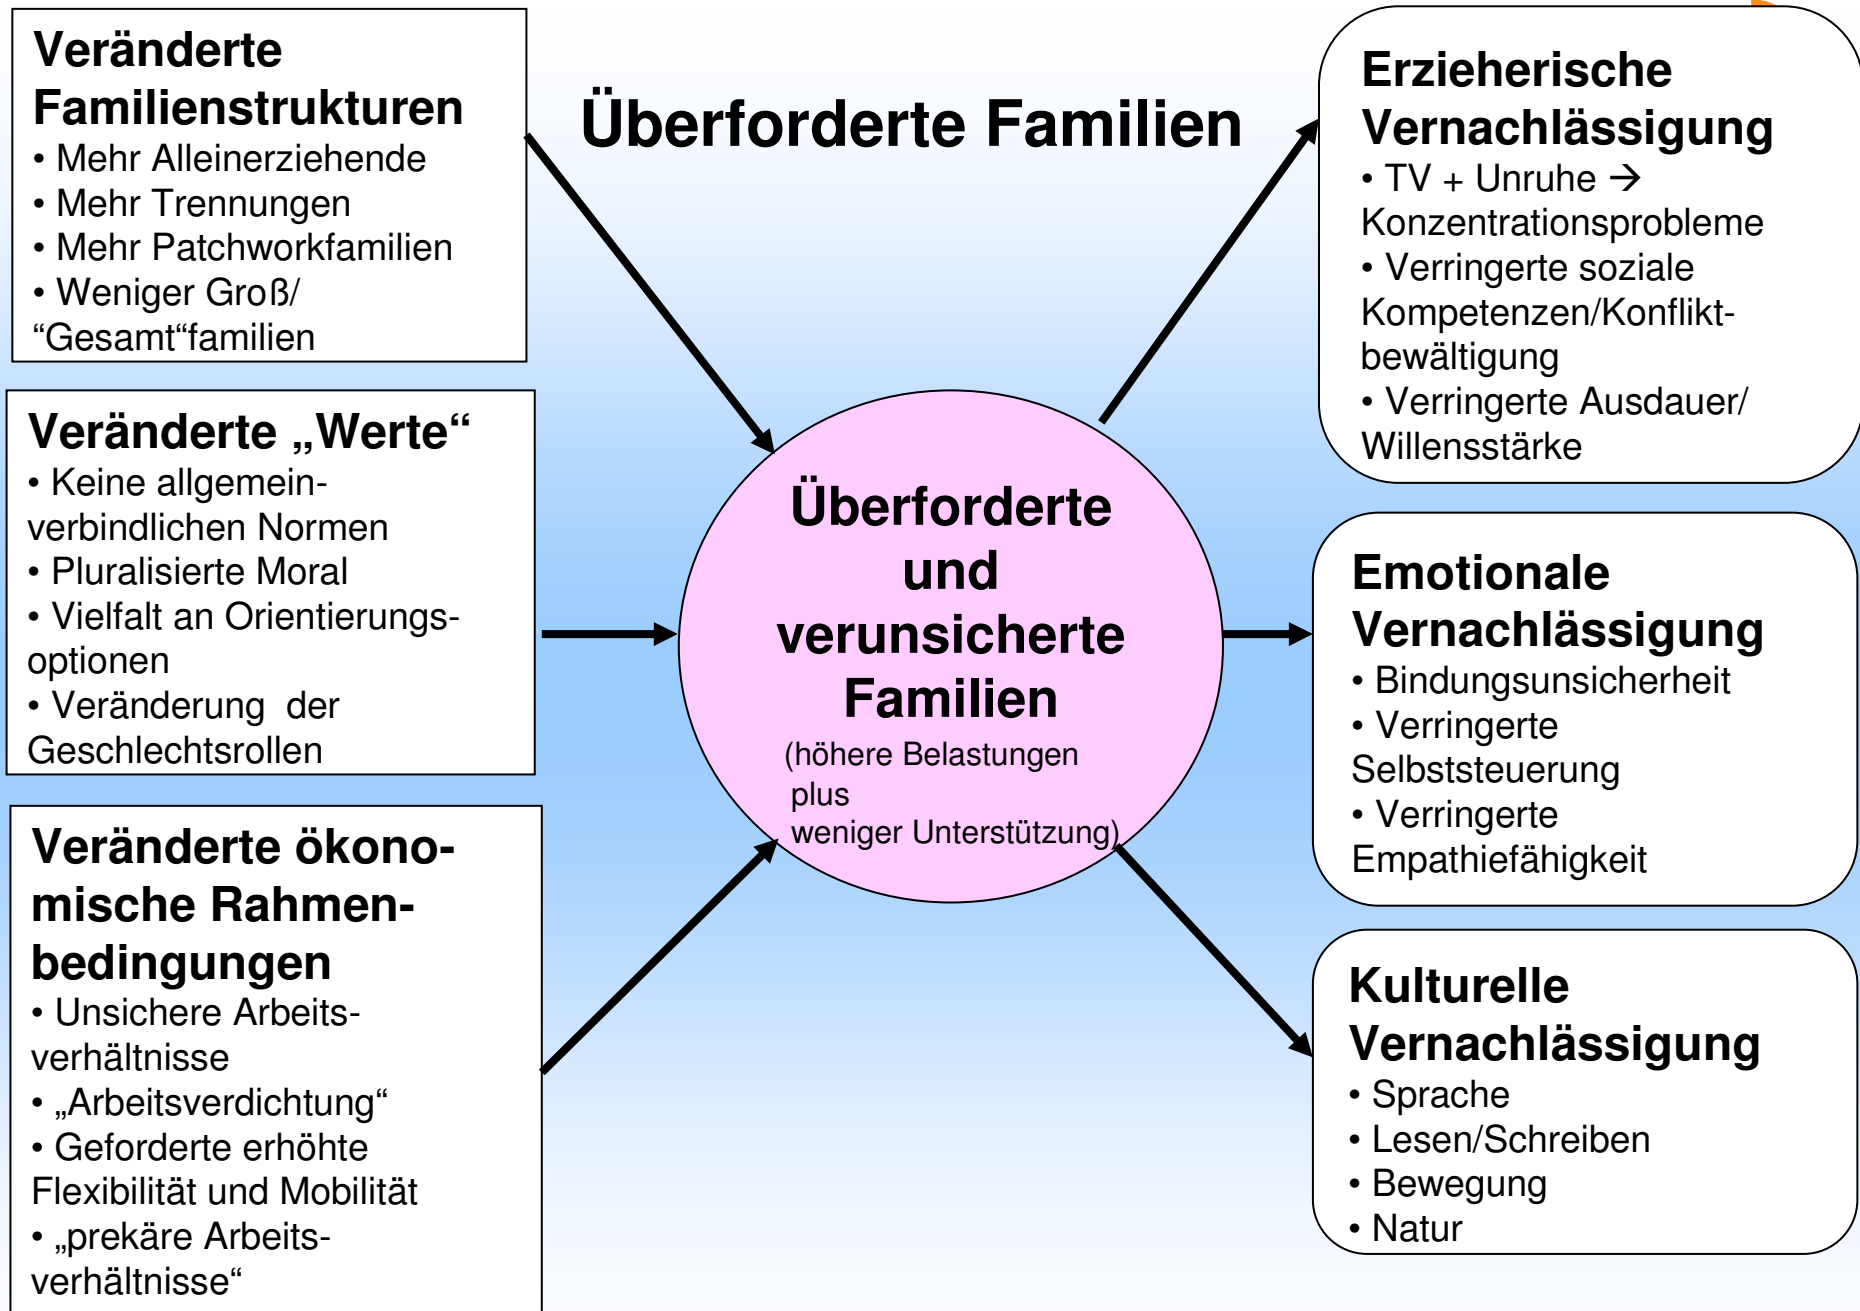 Überforderte Familien
Veränderte
Familienstrukturen
• Mehr Alleinerziehende
• Mehr Trennungen
• Mehr Patchworkfamilien
• Weniger Groß/
“Gesamt“familien
Veränderte „Werte“
• Keine allgemein-
verbindlichen Normen
• Pluralisierte Moral
• Vielfalt an Orientierungs-
optionen
• Veränderung  der
Geschlechtsrollen
Veränderte ökono-
mische Rahmen-
bedingungen
• Unsichere Arbeits-
verhältnisse
• „Arbeitsverdichtung“
• Geforderte erhöhte
Flexibilität und Mobilität
• „prekäre Arbeits-
verhältnisse“
Überforderte
und
verunsicherte
Familien
(höhere Belastungen
plus
weniger Unterstützung)
Erzieherische
Vernachlässigung
• TV + Unruhe →
Konzentrationsprobleme
• Verringerte soziale
Kompetenzen/Konflikt-
bewältigung
• Verringerte Ausdauer/
Willensstärke
Emotionale
Vernachlässigung
• Bindungsunsicherheit
• Verringerte
Selbststeuerung
• Verringerte
Empathiefähigkeit
Kulturelle
Vernachlässigung
• Sprache
• Lesen/Schreiben
• Bewegung
• Natur